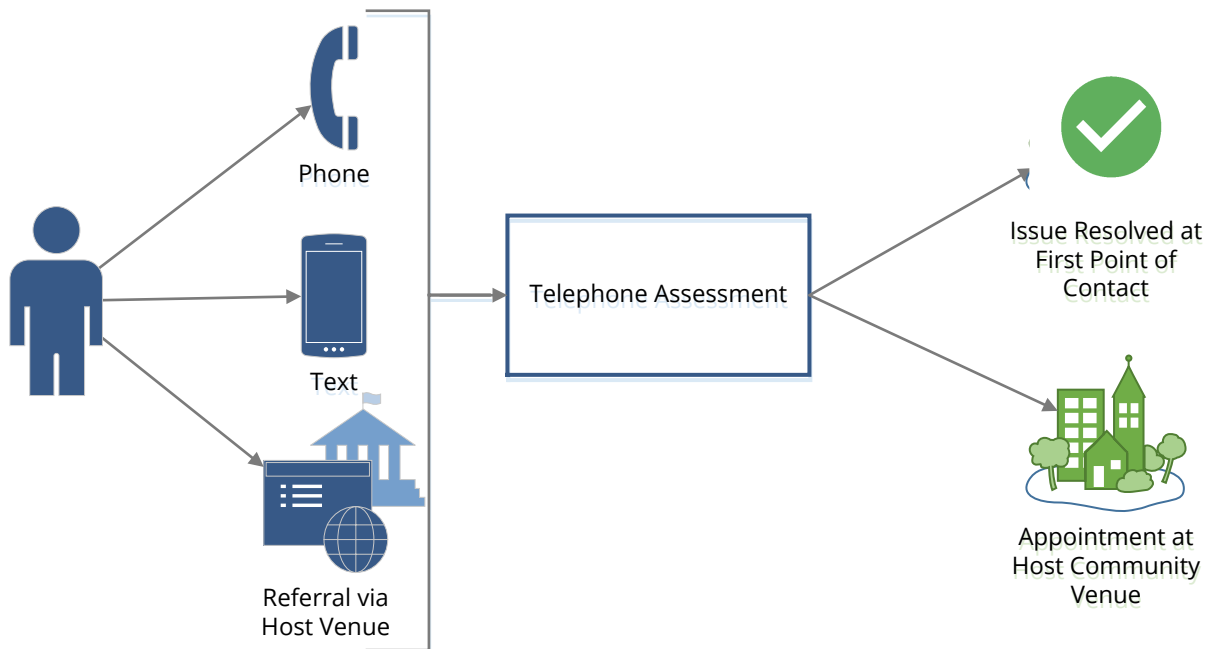 Phone
Text
Referral via
Host Venue
Telephone Assessment
Issue Resolved at
First Point of
Contact
Appointment at
Host Community
Venue